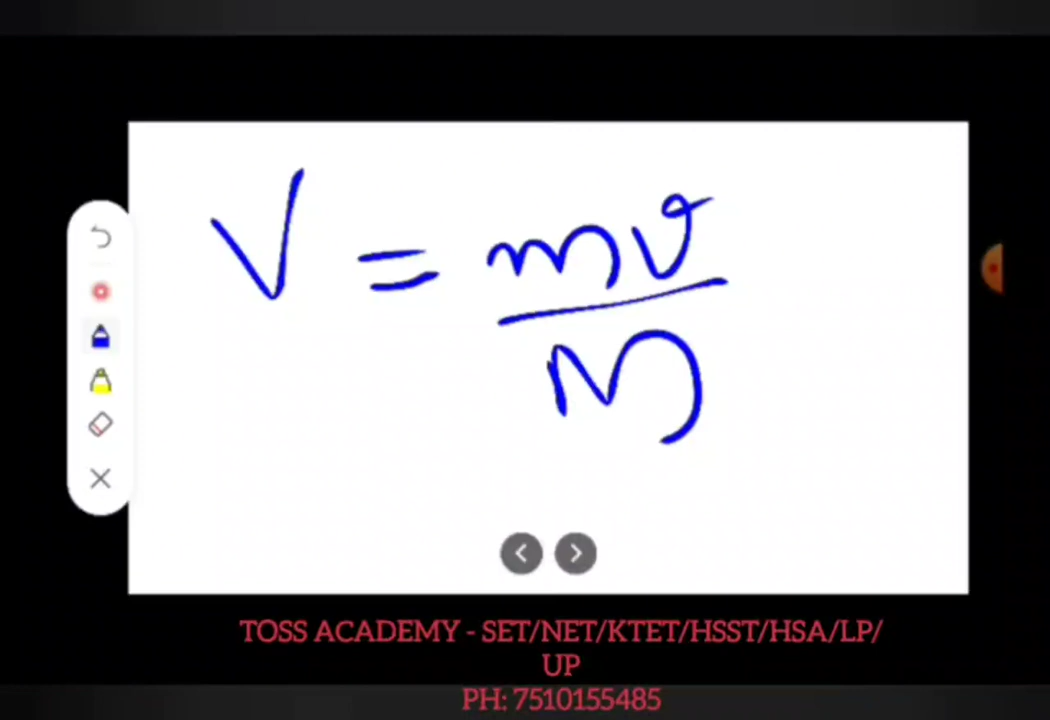 V = mv/M
TOSS ACADEMY - SET/NET/KTET/HSST/HSA/LP/
UP
PH: 7510155485